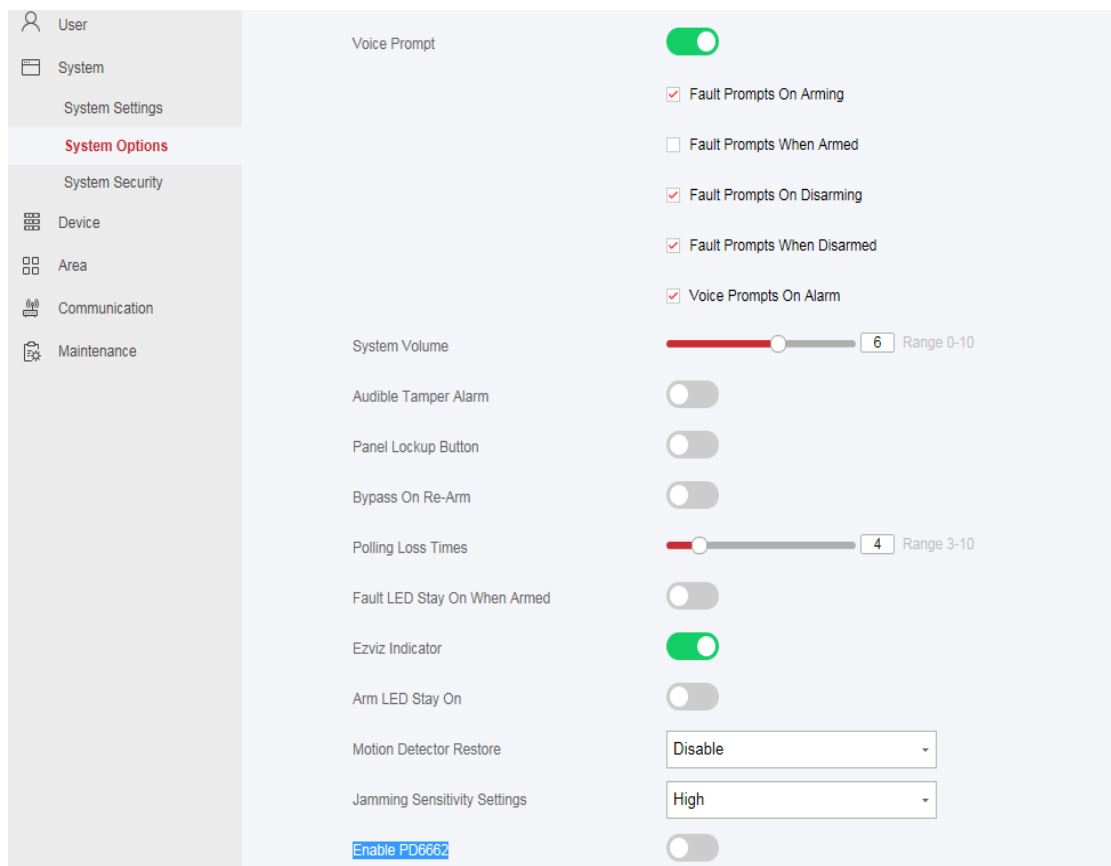 User
System
System Settings
System Options
System Security
Device
Area
Communication
Maintenance
Voice Prompt
Fault Prompts On Arming
Fault Prompts When Armed
Fault Prompts On Disarming
Fault Prompts When Disarmed
Voice Prompts On Alarm
System Volume 6 Range 0-10
Audible Tamper Alarm
Panel Lockup Button
Bypass On Re-Arm
Polling Loss Times 4 Range 3-10
Fault LED Stay On When Armed
Ezviz Indicator
Arm LED Stay On
Motion Detector Restore Disable
Jamming Sensitivity Settings High
Enable PD6662